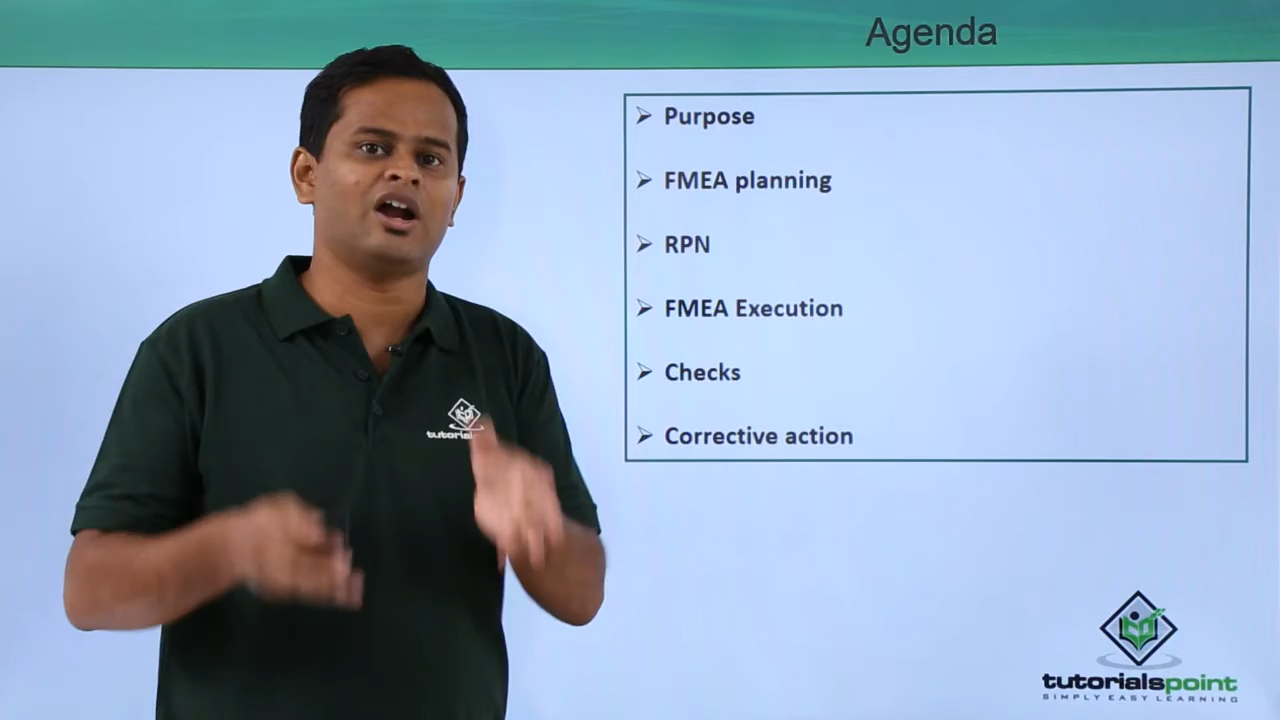 Agenda
Purpose
FMEA planning
RPN
FMEA Execution
Checks
Corrective action
tutorialspoint
SIMPLY EASY LEARNING